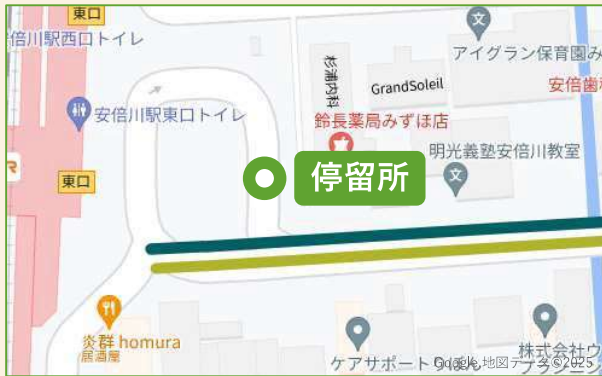 東口
安倍川駅西口トイレ
アイグラン保育園み
杉浦内科
GrandSoleil
安倍歯
安倍川駅東口トイレ
鈴長薬局みずほ店
明光義塾安倍川教室
文
文
東口
停留所
炎群 homura
居酒屋
ケアサポート
株式会社ウ
Google, 地図データ ©2025